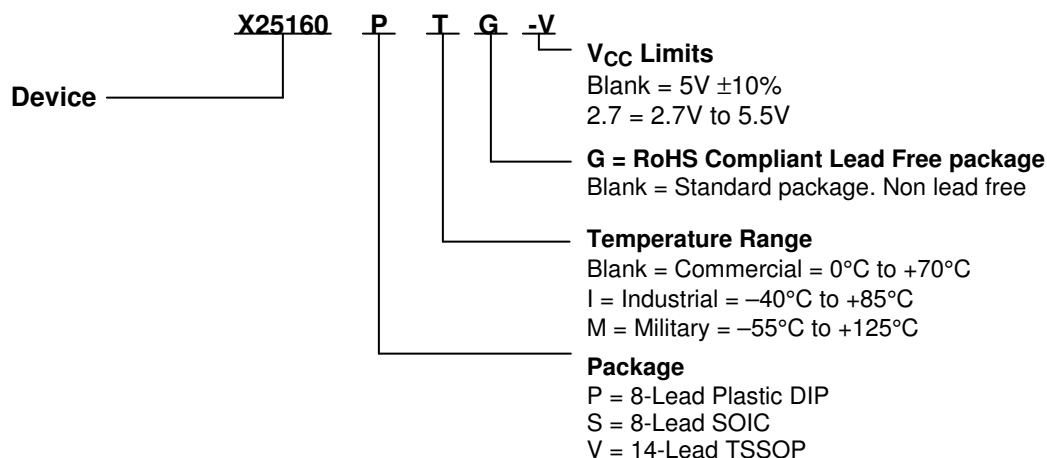 X25160 P T G -V
Device
VCC Limits
Blank = 5V ±10%
2.7 = 2.7V to 5.5V
G = RoHS Compliant Lead Free package
Blank = Standard package. Non lead free
Temperature Range
Blank = Commercial = 0°C to +70°C
I = Industrial = –40°C to +85°C
M = Military = –55°C to +125°C
Package
P = 8-Lead Plastic DIP
S = 8-Lead SOIC
V = 14-Lead TSSOP